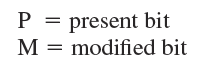 P = present bit
M = modified bit